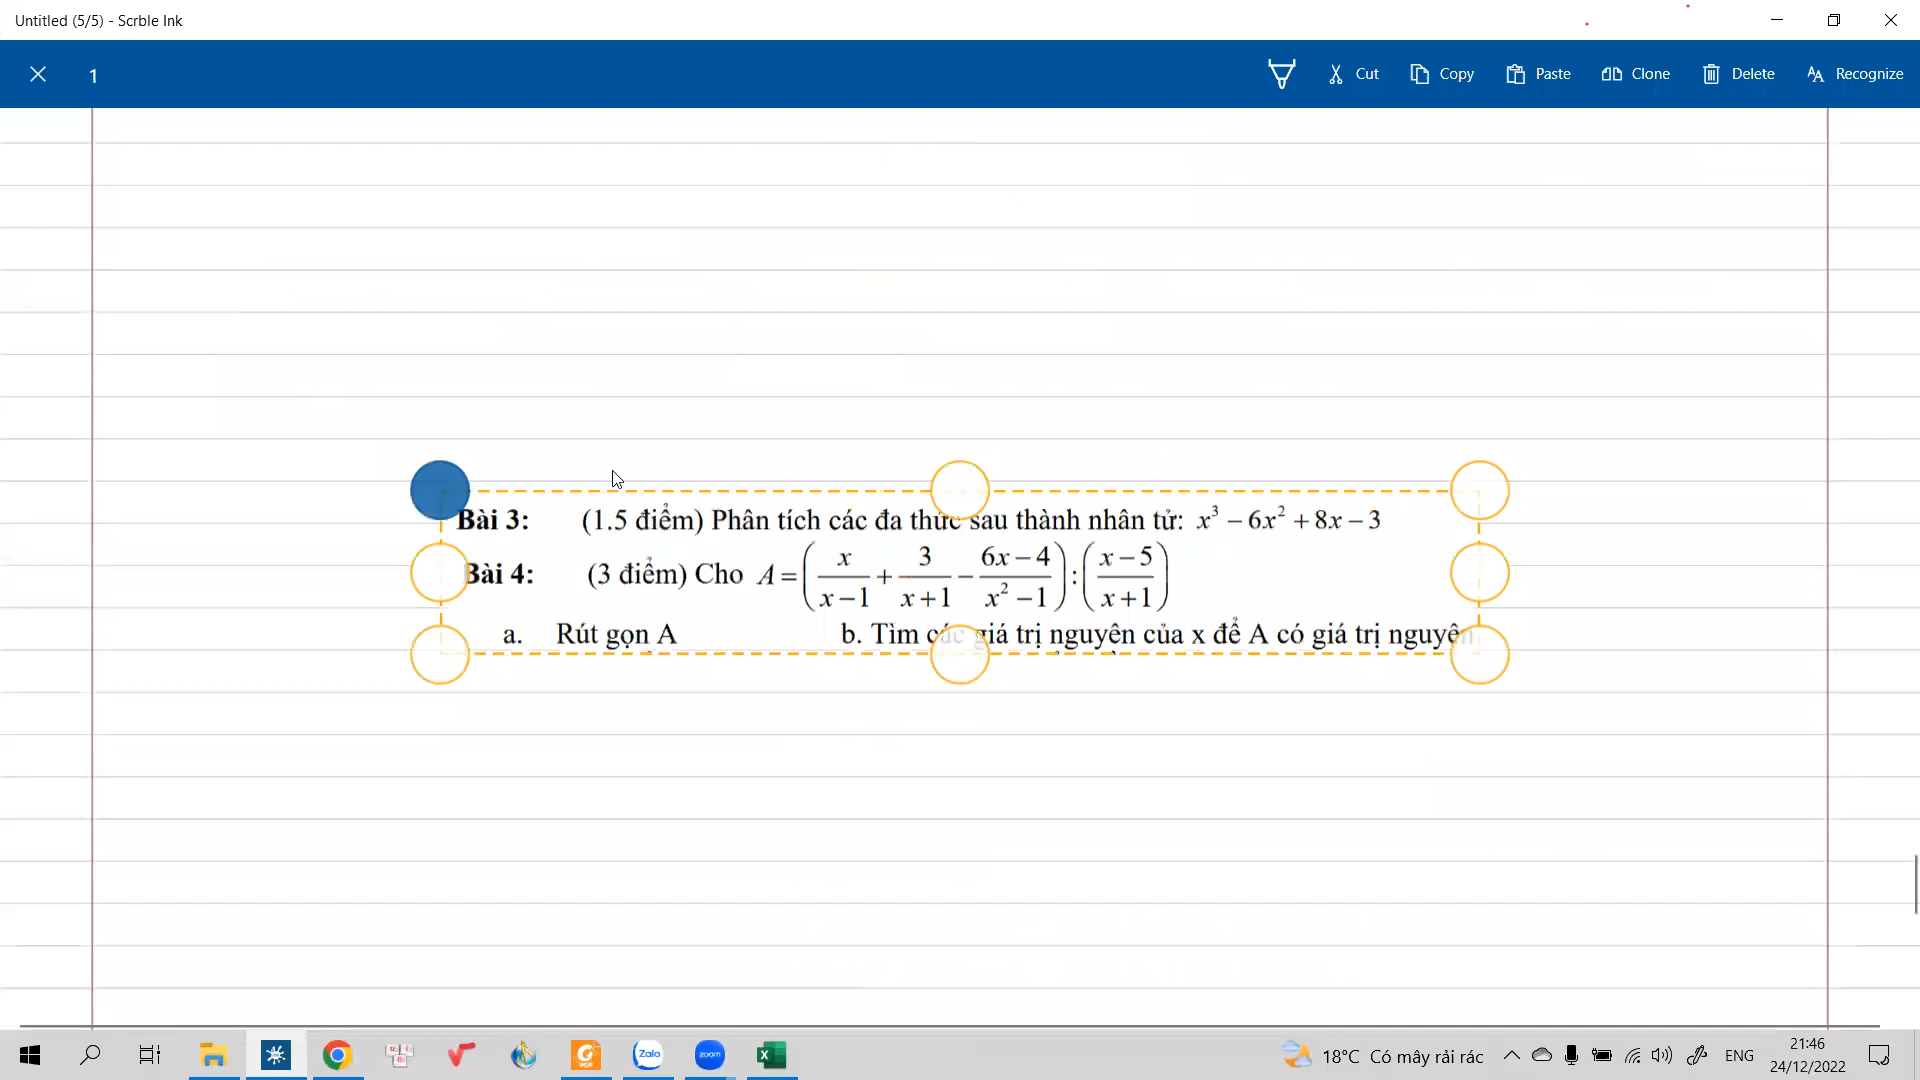 Untitled (5/5) - Scrble Ink
1 Cut Copy Paste Clone Delete Recognize
Bài 3: (1.5 điểm) Phân tích các đa thức sau thành nhân tử: x³ – 6x² + 8x – 3
Bài 4: (3 điểm) Cho A = (x/(x – 1) + 3/(x + 1) – (6x – 4)/(x² – 1)) : ((x – 5)/(x + 1))
a. Rút gọn A b. Tìm các giá trị nguyên của x để A có giá trị nguyên
Zalo zoom 18°C Có mây rải rác ENG 21:46
24/12/2022